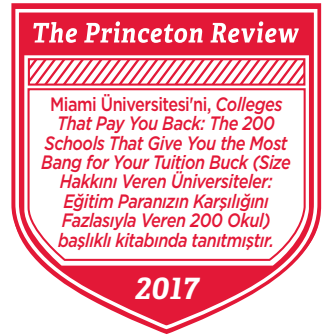 The Princeton Review
Miami Üniversitesi'ni, Colleges
That Pay You Back: The 200
Schools That Give You the Most
Bang for Your Tuition Buck (Size
Hakkını Veren Üniversiteler:
Eğitim Paranızın Karşılığını
Fazlasıyla Veren 200 Okul)
başlıklı kitabında tanıtmıştır.
2017